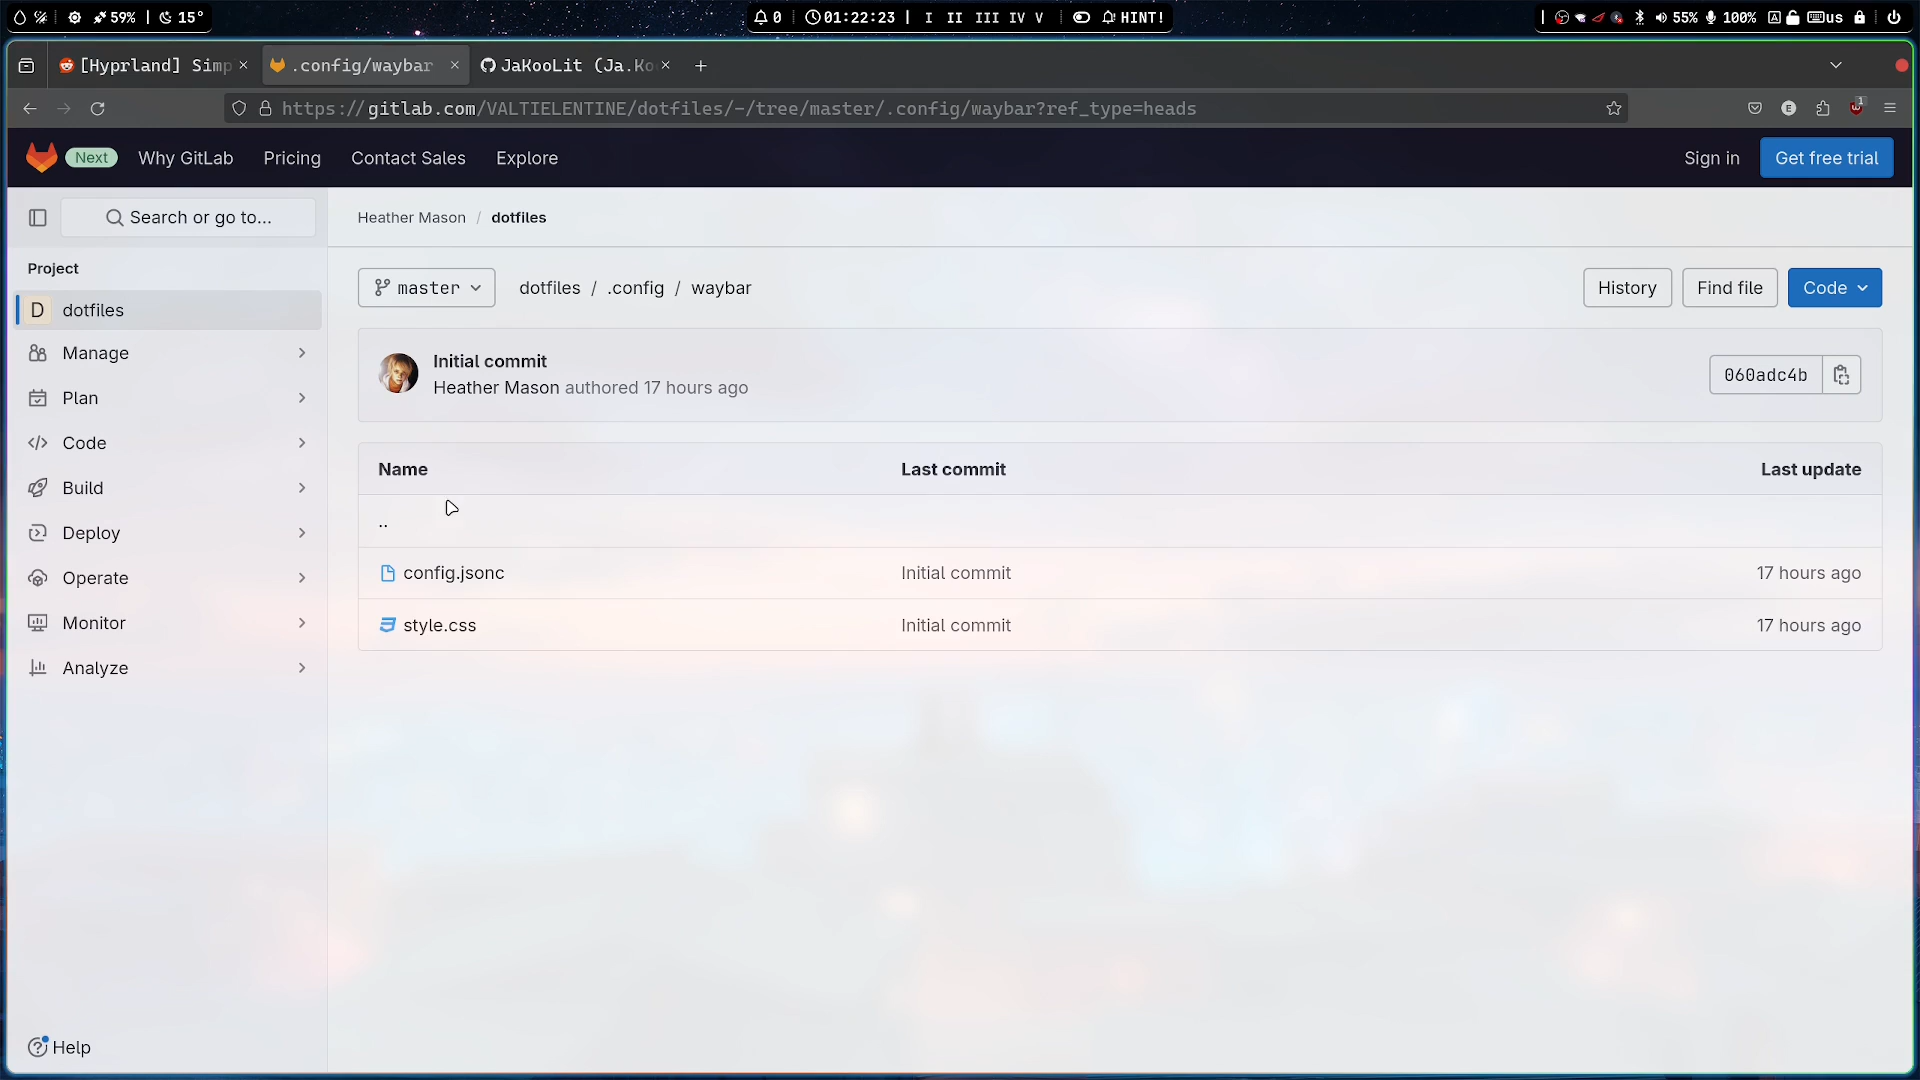 59% | 15°
0 | 01:22:23 | I II III IV V | HINT!
| 55% 100% A us
[Hyprland] Simp
.config/waybar
JaKooLit (Ja.Ko
https://gitlab.com/VALTIELENTINE/dotfiles/-/tree/master/.config/waybar?ref_type=heads
E
1
Next
Why GitLab
Pricing
Contact Sales
Explore
Sign in
Get free trial
Search or go to...
Heather Mason / dotfiles
Project
D dotfiles
Manage
Plan
Code
Build
Deploy
Operate
Monitor
Analyze
Help
master
dotfiles / .config / waybar
History
Find file
Code
Initial commit
Heather Mason authored 17 hours ago
060adc4b
Name Last commit Last update
..
config.jsonc Initial commit 17 hours ago
style.css Initial commit 17 hours ago